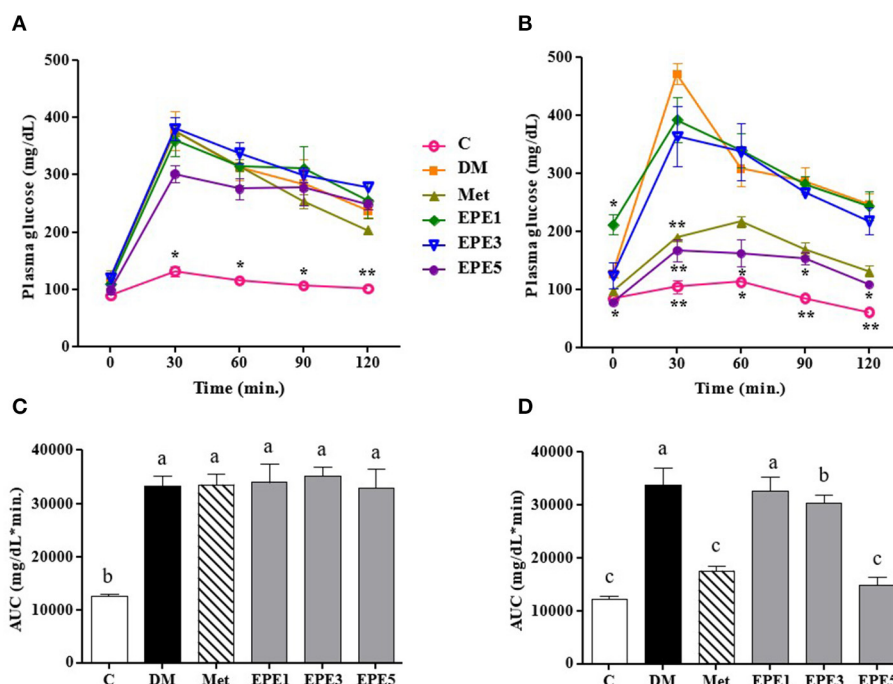 A
B
500
400
300
200
100
0
Plasma glucose (mg/dL)
0 30 60 90 120
Time (min.)
*
*
*
**
C
DM
Met
EPE1
EPE3
EPE5
500
400
300
200
100
0
Plasma glucose (mg/dL)
0 30 60 90 120
Time (min.)
*
**
**
*
*
*
*
**
*
**
**
C
D
40000
30000
20000
10000
0
AUC (mg/dL*min.)
b a a a a a
C DM Met EPE1 EPE3 EPE5
40000
30000
20000
10000
0
AUC (mg/dL*min)
c a c a b c
C DM Met EPE1 EPE3 EPE5